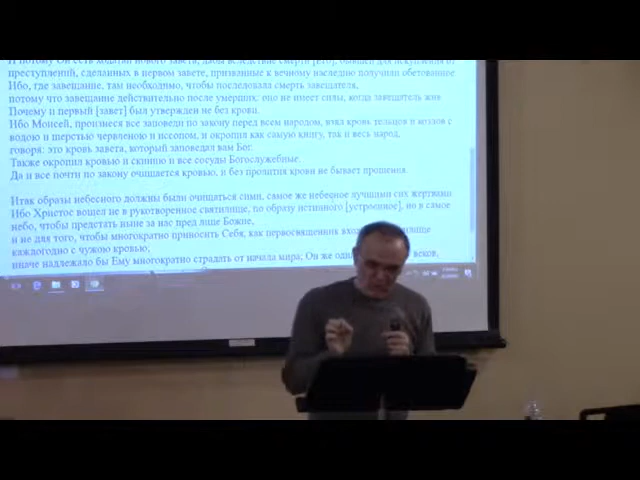 И потому Он есть ходатай нового завета, дабы вследствие смерти [Его], бывшей для искупления от
преступлений, сделанных в первом завете, призванные к вечному наследию получили обетованное
Ибо, где завещание, там необходимо, чтобы последовала смерть завещателя,
потому что завещание действительно после умерших: оно не имеет силы, когда завещатель жив
Почему и первый [завет] был утвержден не без крови.
Ибо Моисей, произнеся все заповеди по закону перед всем народом, взял кровь тельцов и козлов с
водою и шерстью червленою и иссопом, и окропил как самую книгу, так и весь народ,
говоря: это кровь завета, который заповедал вам Бог.
Также окропил кровью и скинию и все сосуды Богослужебные.
Да и все почти по закону очищается кровью, и без пролития крови не бывает прощения.
Итак образы небесного должны были очищаться сими, самое же небесное лучшими сих жертвами.
Ибо Христос вошел не в рукотворенное святилище, по образу истинного [устроенное], но в самое
небо, чтобы предстать ныне за нас пред лице Божие,
и не для того, чтобы многократно приносить Себя, как первосвященник входит
каждогодно с чужою кровью;
иначе надлежало бы Ему многократно страдать от начала мира; Он же веков,